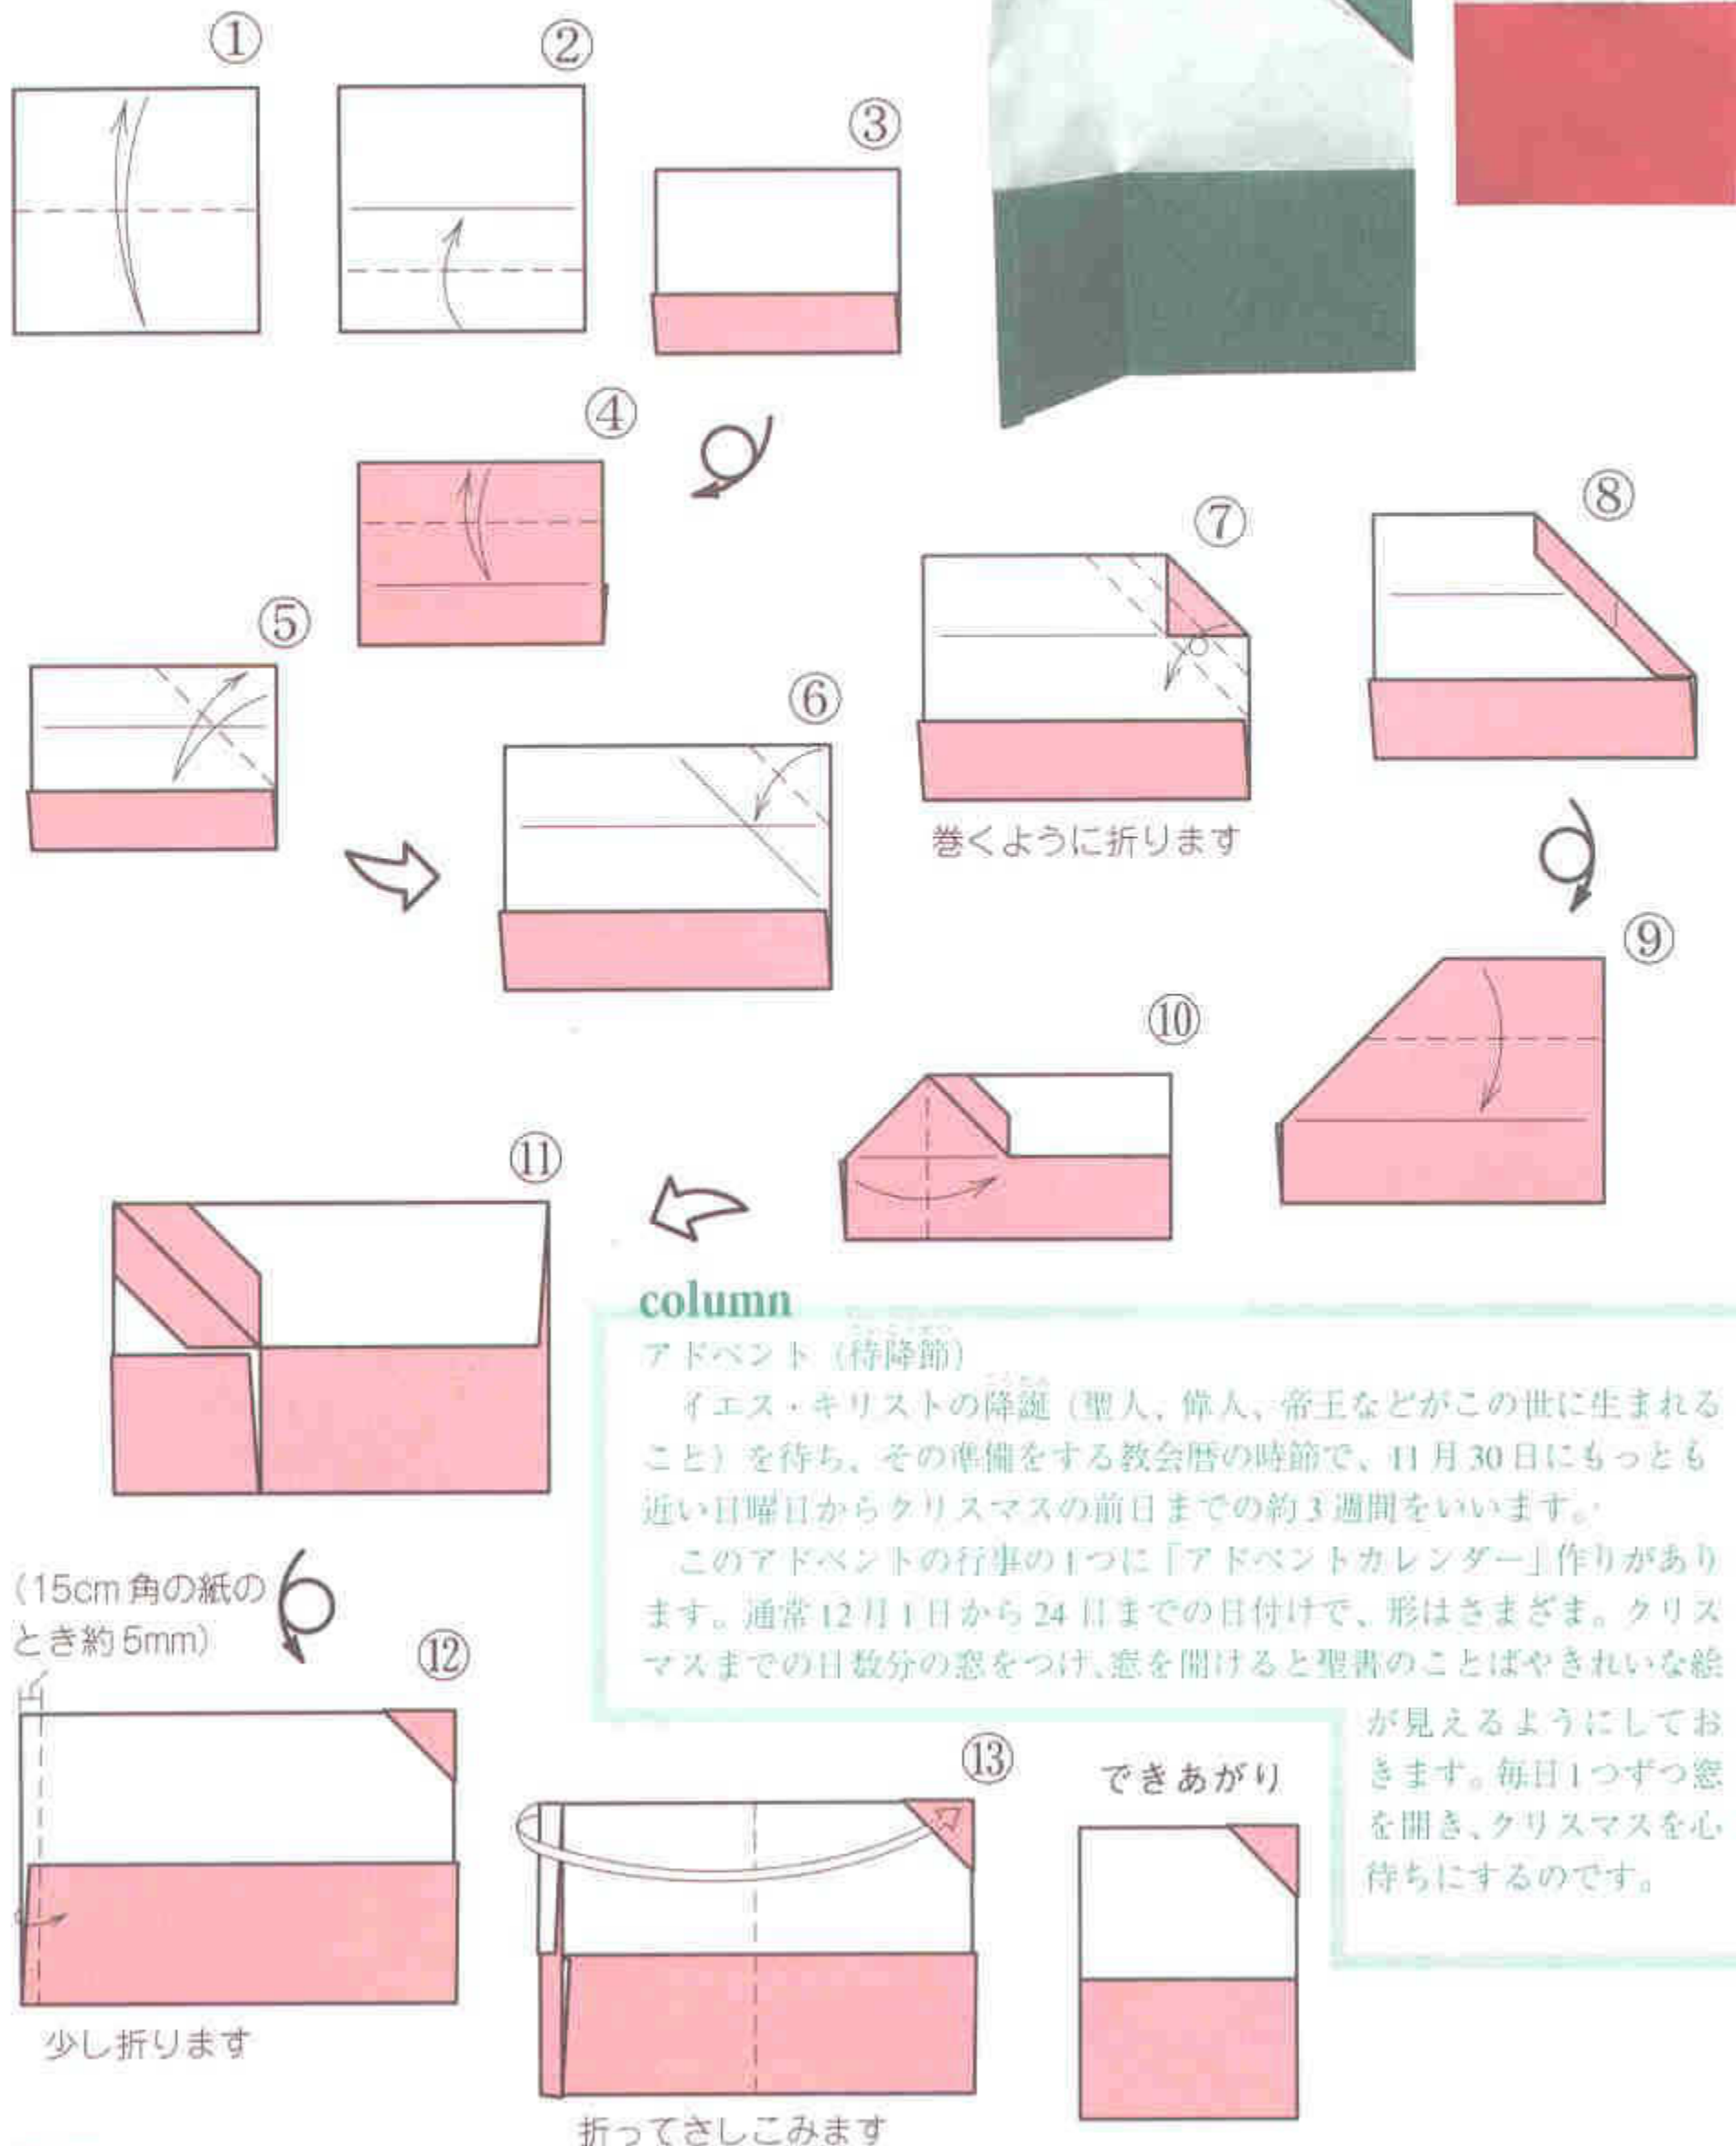 ①
②
③
④
⑤
⑥
⑦
巻くように折ります
⑧
⑨
⑩
⑪
column
アドベント（待降節）
イエス・キリストの降誕（聖人、偉人、帝王などがこの世に生まれる
こと）を待ち、その準備をする教会暦の時節で、11月30日にもっとも
近い日曜日からクリスマスの前日までの約3週間をいいます。
このアドベントの行事の1つに「アドベントカレンダー」作りがあり
ます。通常12月1日から24日までの日付けで、形はさまざま。クリス
マスまでの日数分の窓をつけ、窓を開けると聖書のことばやきれいな絵
が見えるようにしてお
きます。毎日1つずつ窓
を開き、クリスマスを心
待ちにするのです。
（15cm角の紙の
とき約5mm）
⑫
少し折ります
⑬
折ってさしこみます
できあがり